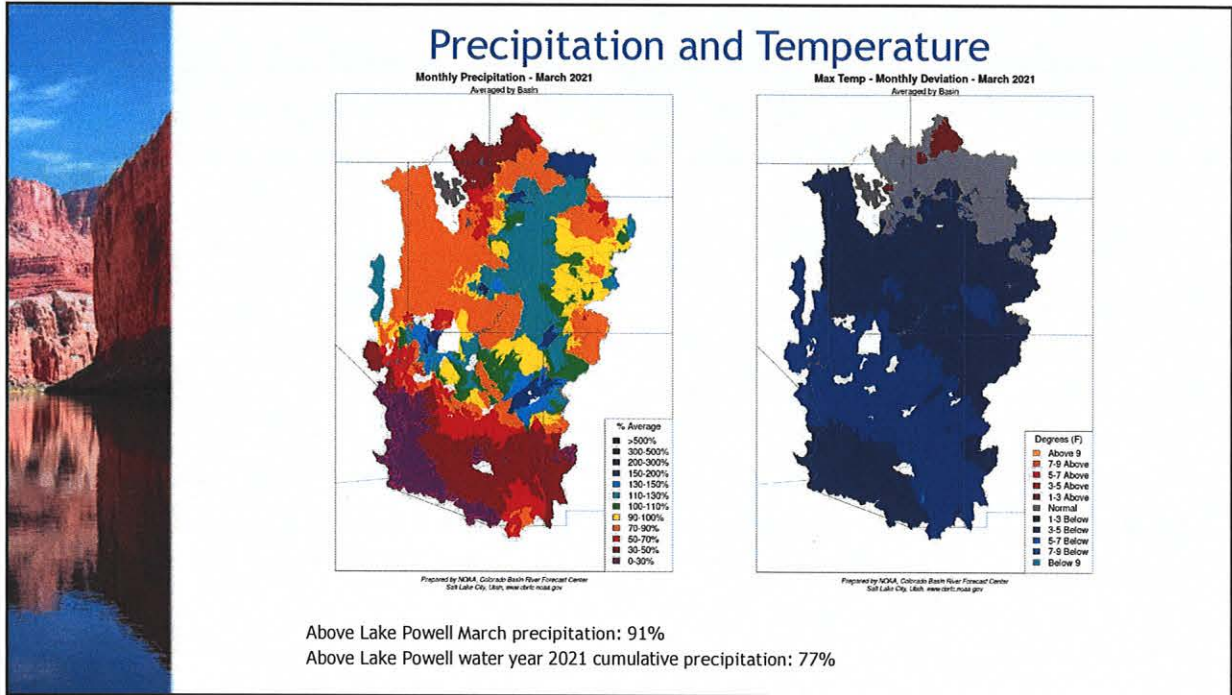 Precipitation and Temperature
Monthly Precipitation - March 2021
Averaged by Basin
% Average
>500%
300-500%
200-300%
150-200%
130-150%
110-130%
100-110%
90-100%
70-90%
50-70%
30-50%
0-30%
Prepared by NOAA, Colorado Basin River Forecast Center
Salt Lake City, Utah, www.cbrfc.noaa.gov
Max Temp - Monthly Deviation - March 2021
Averaged by Basin
Degrees (F)
Above 9
7-9 Above
5-7 Above
3-5 Above
1-3 Above
Normal
1-3 Below
3-5 Below
5-7 Below
7-9 Below
Below 9
Prepared by NOAA, Colorado Basin River Forecast Center
Salt Lake City, Utah, www.cbrfc.noaa.gov
Above Lake Powell March precipitation: 91%
Above Lake Powell water year 2021 cumulative precipitation: 77%